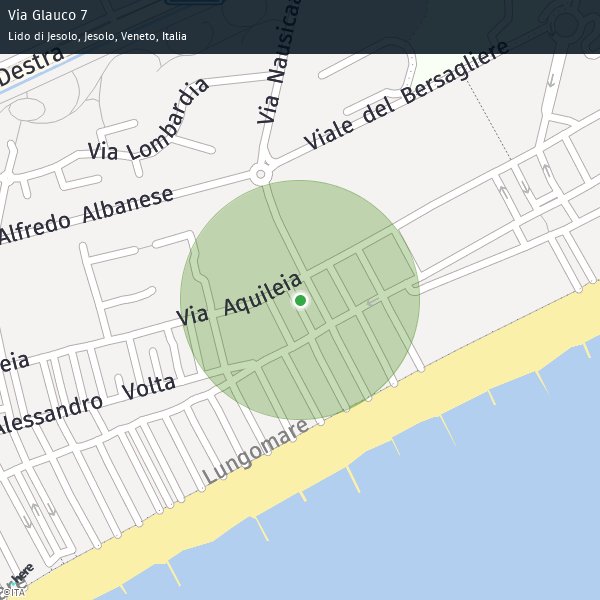 Via Glauco 7
Lido di Jesolo, Jesolo, Veneto, Italia
Destra
Via Nausicaa
Viale del Bersagliere
Via Lombardia
Alfredo Albanese
Via Aquileia
eia
Alessandro Volta
Lungomare
here
©ITA